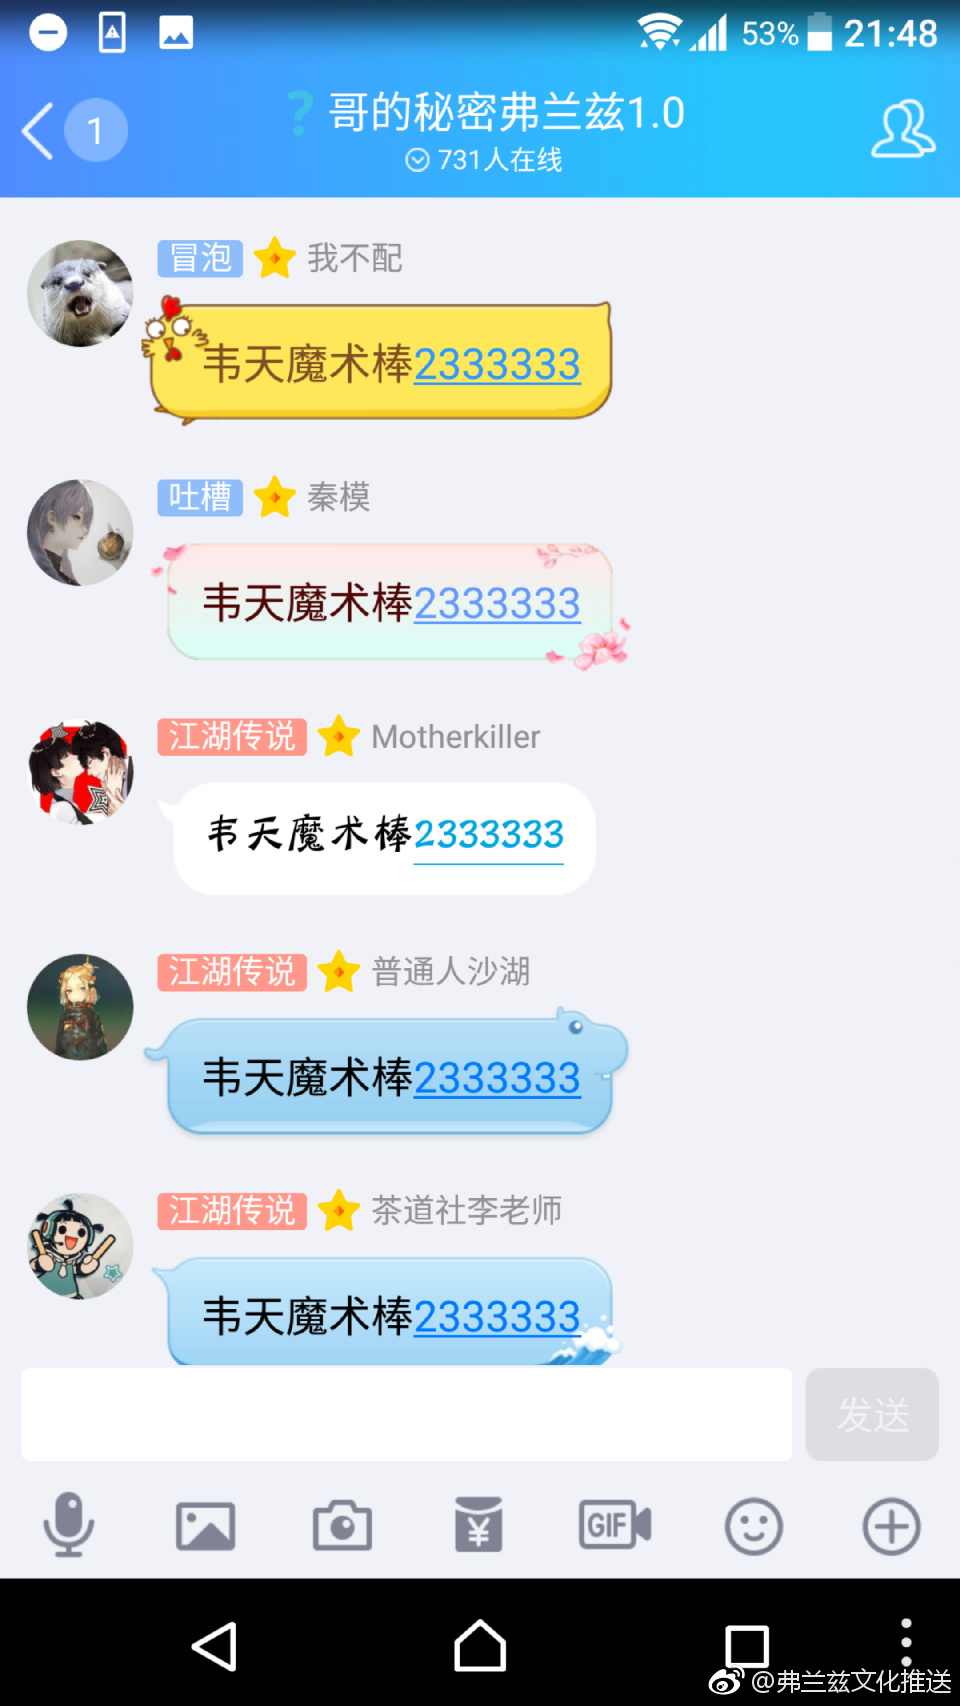 53% 21:48
1
?哥的秘密弗兰兹1.0
731人在线
冒泡 我不配
韦天魔术棒2333333
吐槽 秦模
韦天魔术棒2333333
江湖传说 Motherkiller
韦天魔术棒2333333
江湖传说 普通人沙湖
韦天魔术棒2333333
江湖传说 茶道社李老师
韦天魔术棒2333333
发送
¥
GIF
@弗兰兹文化推送